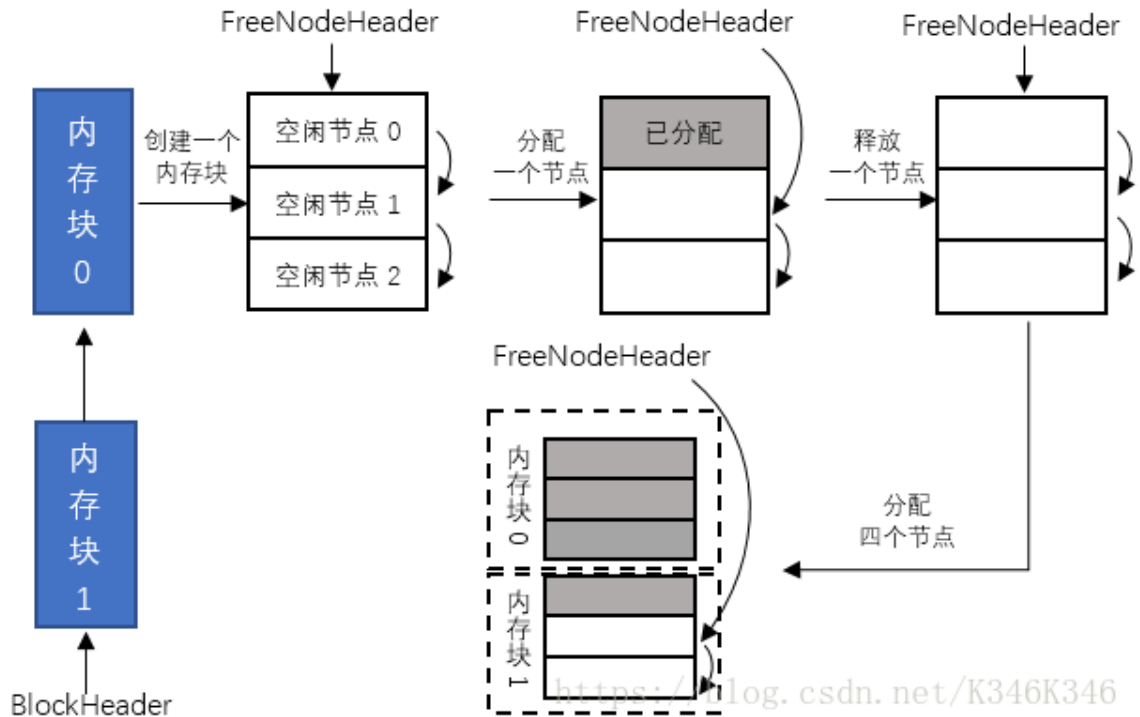 FreeNodeHeader
FreeNodeHeader
FreeNodeHeader
内
存
块
0
创建一个
内存块
空闲节点 0
空闲节点 1
空闲节点 2
分配
一个节点
已分配
释放
一个节点
FreeNodeHeader
内
存
块
1
BlockHeader
内
存
块
0
内
存
块
1
分配
四个节点
https://blog.csdn.net/K346K346